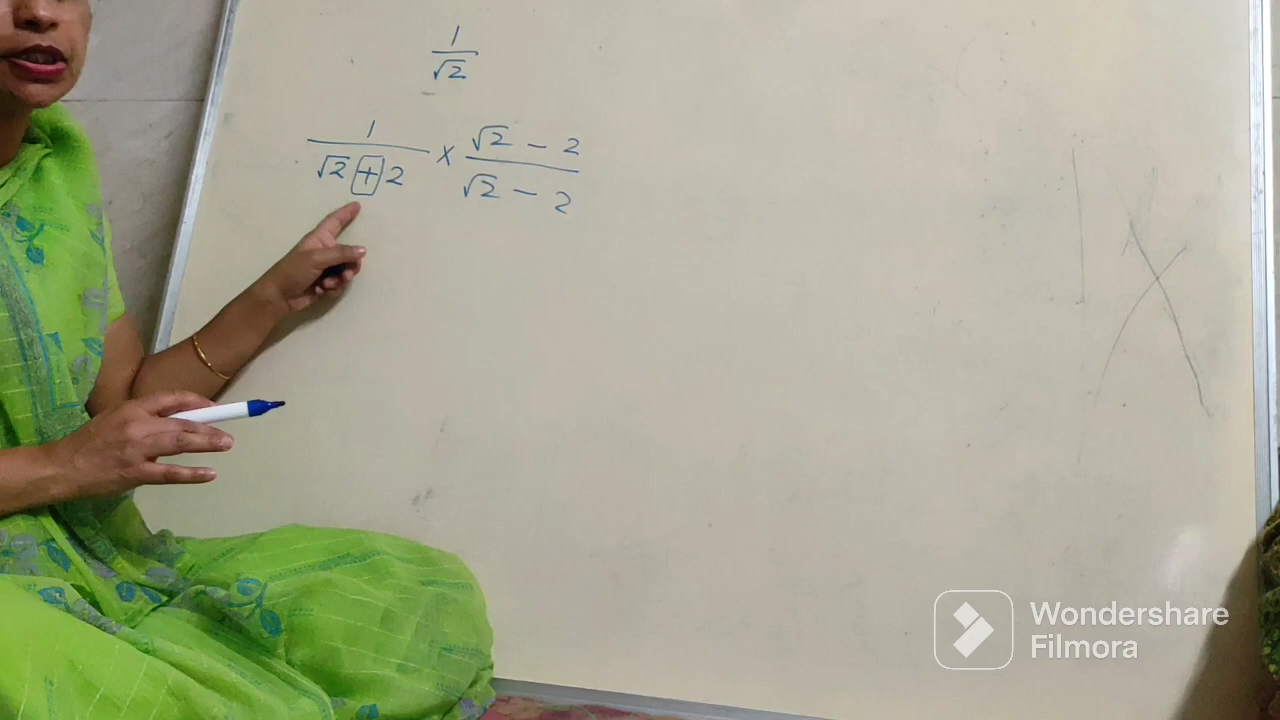 1
√2
1 × √2 - 2
√2 + 2 √2 - 2
Wondershare
Filmora